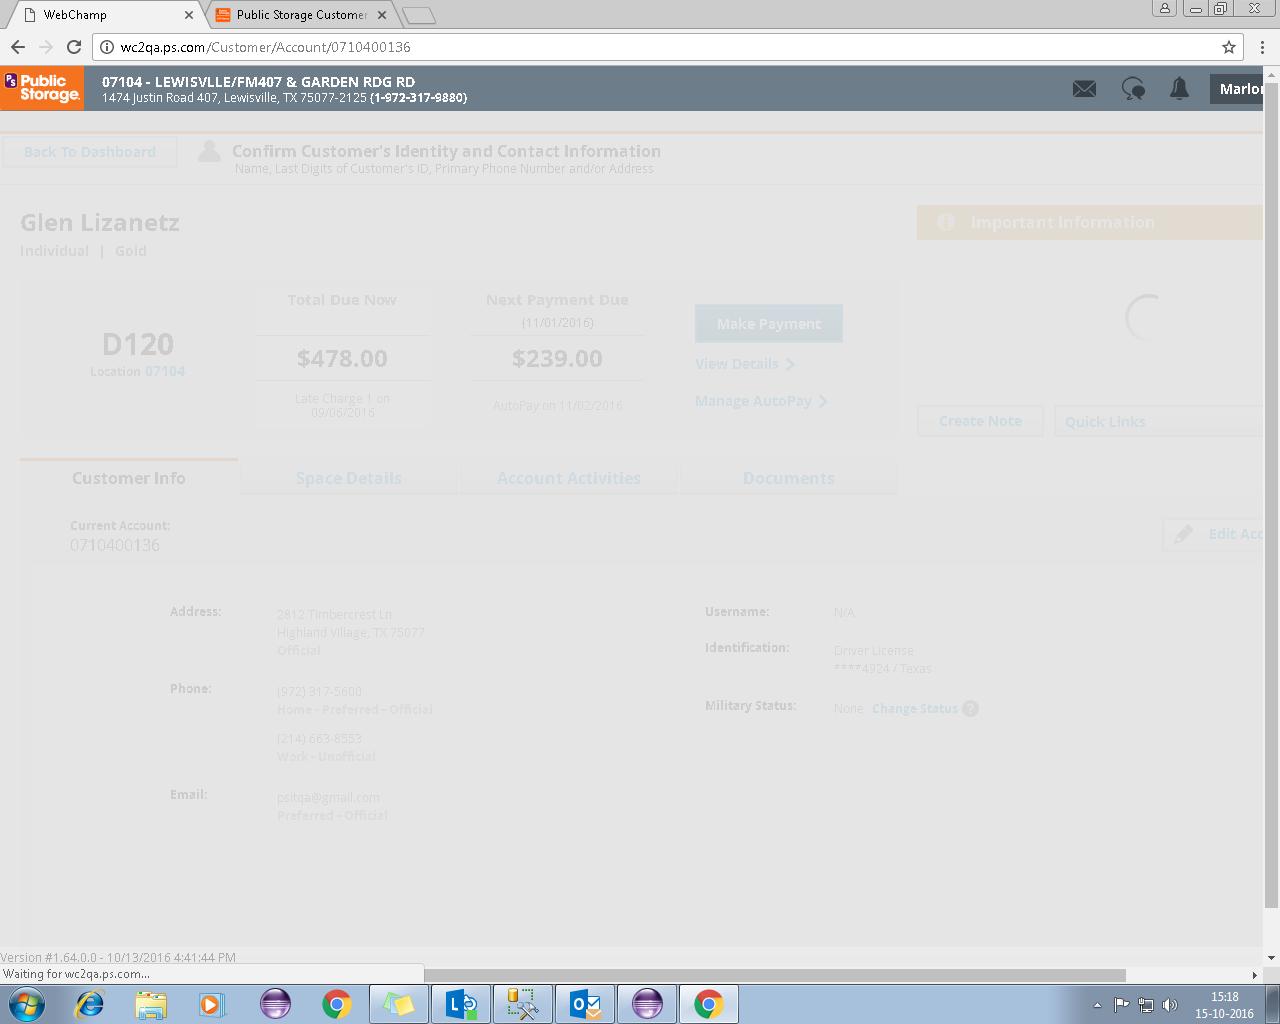 WebChamp
Public Storage Customer
wc2qa.ps.com/Customer/Account/0710400136
PS Public Storage.
07104 - LEWISVLLE/FM407 & GARDEN RDG RD
1474 Justin Road 407, Lewisville, TX 75077-2125 (1-972-317-9880)
Marlo
Back To Dashboard
Confirm Customer's Identity and Contact Information
Name, Last Digits of Customer's ID, Primary Phone Number and/or Address
Glen Lizanetz
Individual | Gold
Important Information
D120
Location 07104
Total Due Now
$478.00
Late Charge 1 on
09/06/2016
Next Payment Due
(11/01/2016)
$239.00
AutoPay on 11/02/2016
Make Payment
View Details
Manage AutoPay
Create Note
Quick Links
Customer Info
Space Details
Account Activities
Documents
Current Account:
0710400136
Edit Acc
Address:
2812 Timbercrest Ln
Highland Village, TX 75077
Official
Phone:
(972) 317-5600
Home - Preferred - Official
(214) 663-8553
Work - Unofficial
Email:
psitqa@gmail.com
Preferred - Official
Username:
N/A
Identification:
Driver License
****4924 / Texas
Military Status:
None Change Status ?
Version #1.64.0.0 - 10/13/2016 4:41:44 PM
Waiting for wc2qa.ps.com...
15:18
15-10-2016